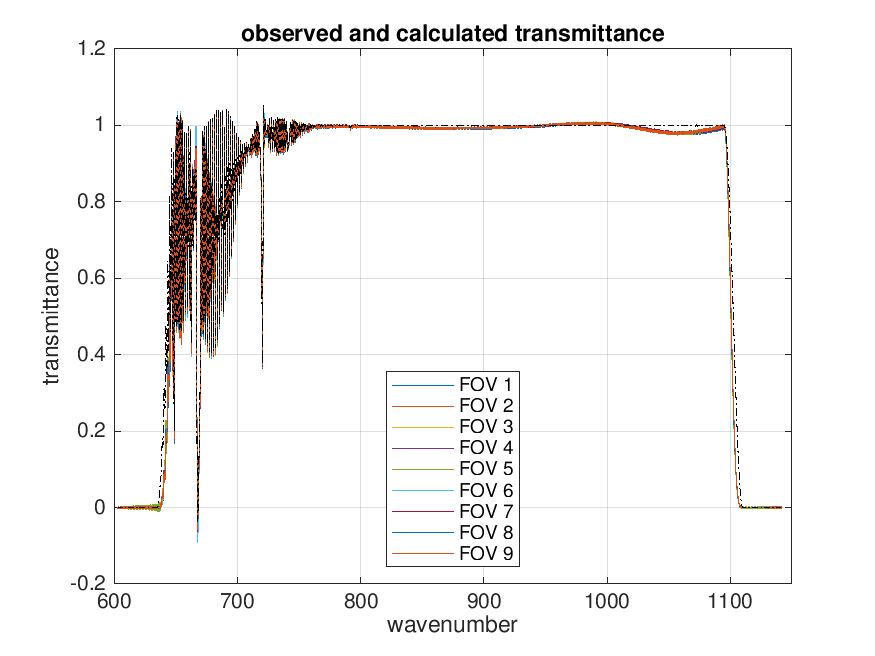 observed and calculated transmittance
1.2
1
0.8
0.6
0.4
0.2
0
-0.2
transmittance
FOV 1
FOV 2
FOV 3
FOV 4
FOV 5
FOV 6
FOV 7
FOV 8
FOV 9
600 700 800 900 1000 1100
wavenumber